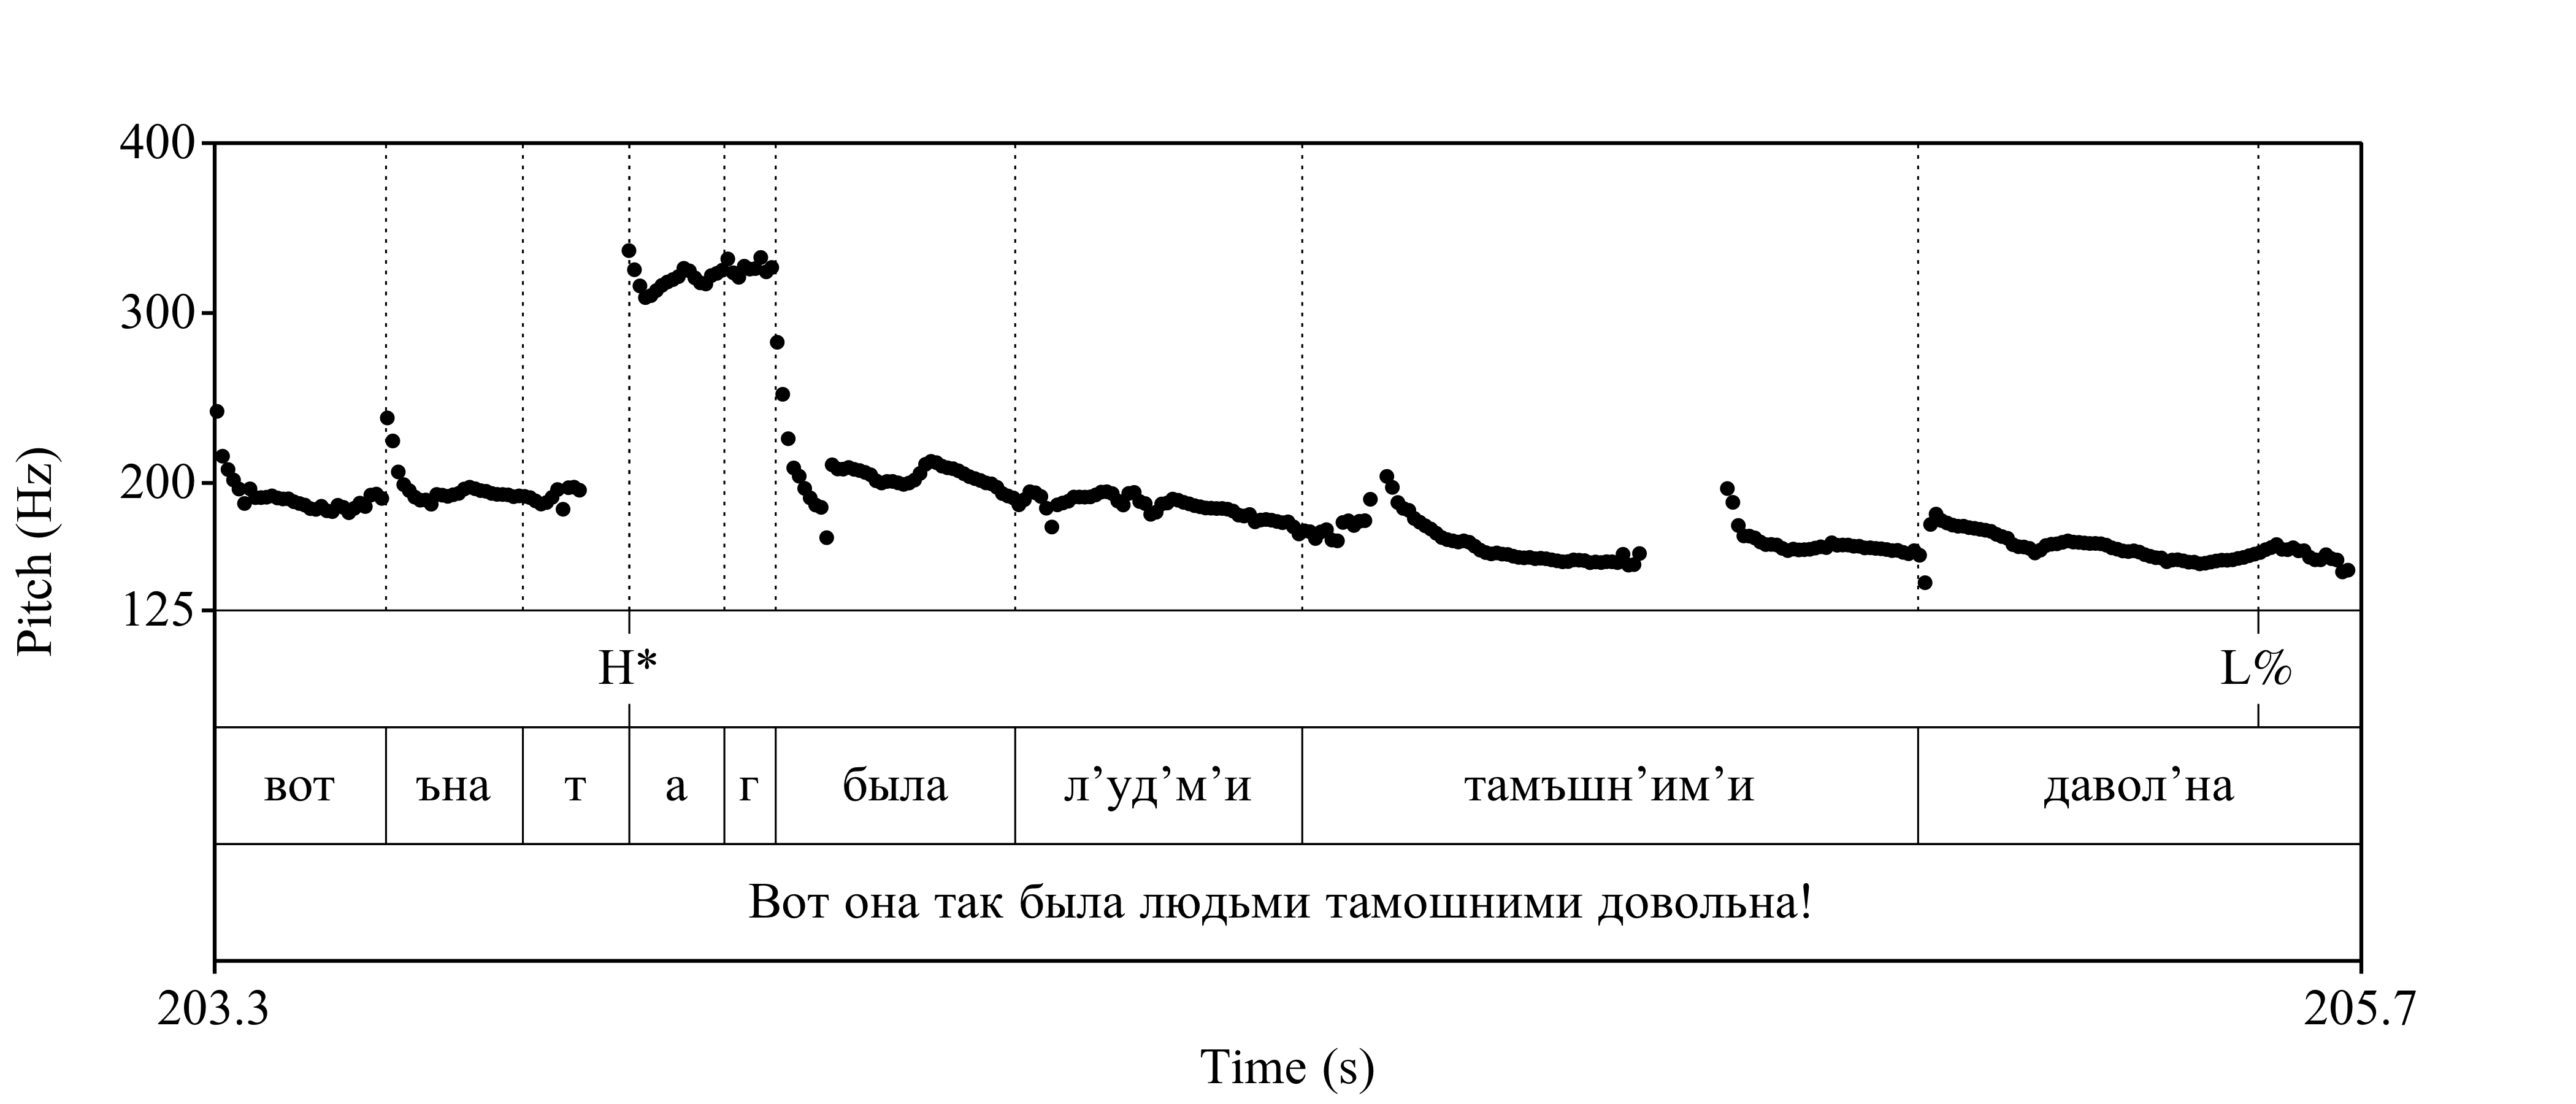 400
300
200
125
Pitch (Hz)
H* L%
вот ъна т а г была л’уд’м’и тамъшн’им’и давол’на
Вот она так была людьми тамошними довольна!
203.3 205.7
Time (s)